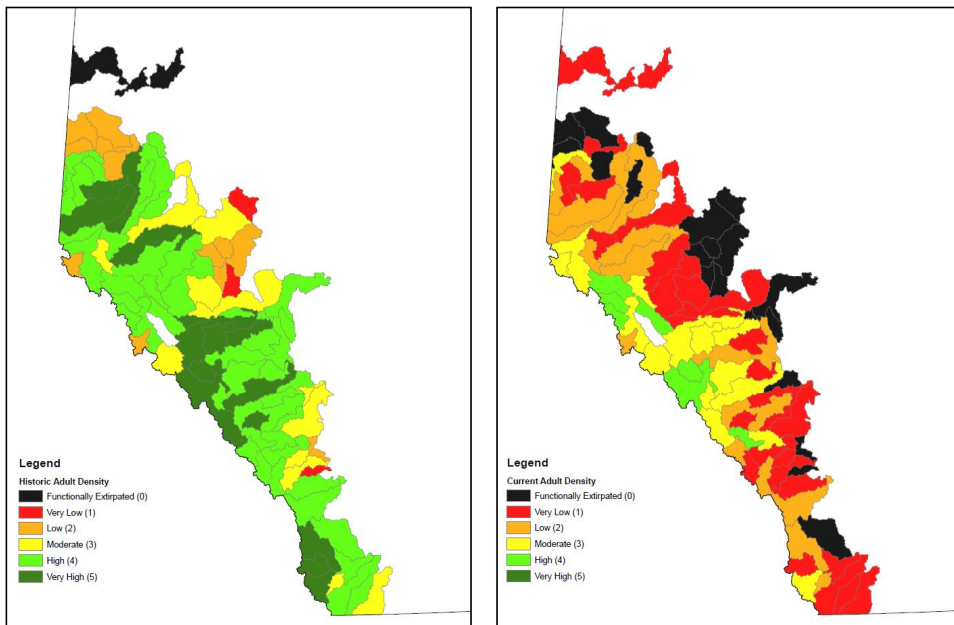 Legend
Historic Adult Density
Functionally Extirpated (0)
Very Low (1)
Low (2)
Moderate (3)
High (4)
Very High (5)
Legend
Current Adult Density
Functionally Extirpated (0)
Very Low (1)
Low (2)
Moderate (3)
High (4)
Very High (5)